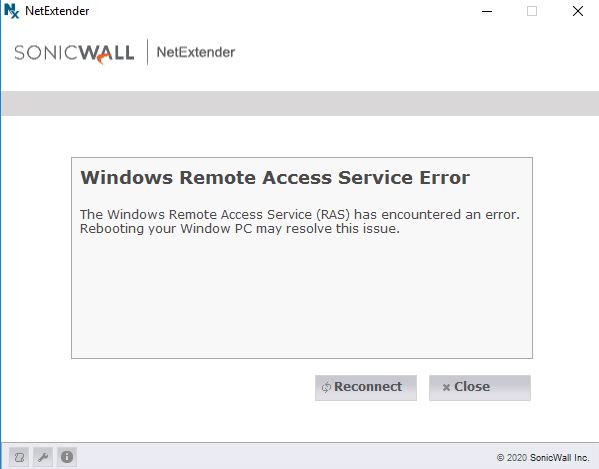 NetExtender
SONICWALL NetExtender
Windows Remote Access Service Error
The Windows Remote Access Service (RAS) has encountered an error.
Rebooting your Window PC may resolve this issue.
Reconnect
Close
© 2020 SonicWall Inc.